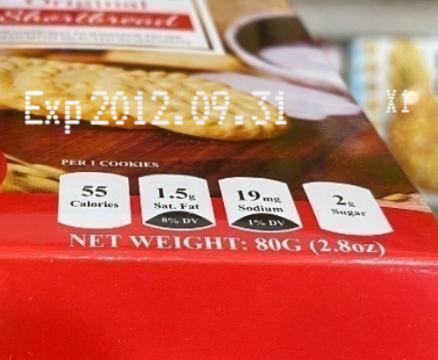 Original
Shortbread
Exp 2012.09.31
X1
PER 1 COOKIES
55
Calories
1.5g
Sat. Fat
8% DV
19mg
Sodium
1% DV
2g
Sugar
NET WEIGHT: 80G (2.8oz)